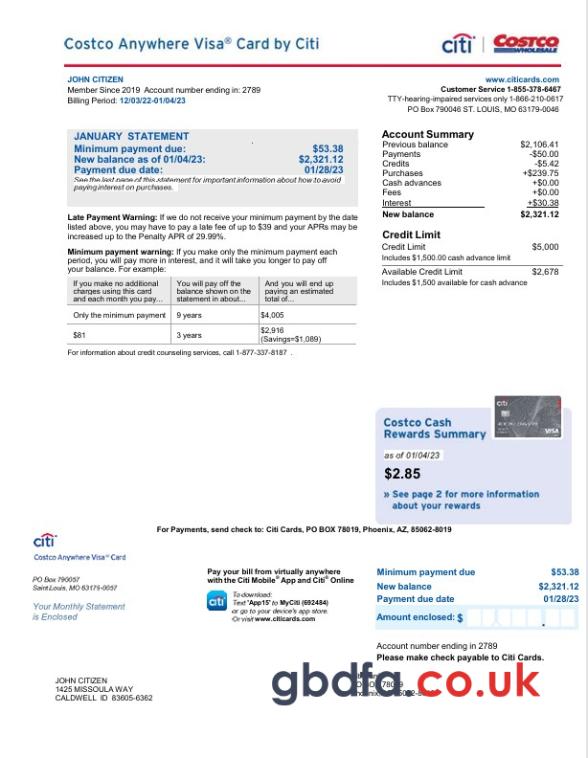 Costco Anywhere Visa® Card by Citi
citi
COSTCO
WHOLESALE
JOHN CITIZEN
Member Since 2019 Account number ending in: 2789
Billing Period: 12/03/22-01/04/23
www.citicards.com
Customer Service 1-855-378-6467
TTY-hearing-impaired services only 1-866-210-0617
PO Box 790046 ST. LOUIS, MO 63179-0046
JANUARY STATEMENT
Minimum payment due: $53.38
New balance as of 01/04/23: $2,321.12
Payment due date: 01/28/23
See the last page of this statement for important information about how to avoid
paying interest on purchases.
Late Payment Warning: If we do not receive your minimum payment by the date
listed above, you may have to pay a late fee of up to $39 and your APRs may be
increased up to the Penalty APR of 29.99%.
Minimum payment warning: If you make only the minimum payment each
period, you will pay more in interest, and it will take you longer to pay off
your balance. For example:
If you make no additional
changes using this card
and each month you pay...
You will pay off the
balance shown on the
statement in about...
And you will end up
paying an estimated
total of...
Only the minimum payment 9 years $4,005
$81 3 years $2,916
(Savings=$1,089)
For information about credit counseling services, call 1-877-337-8187 .
Account Summary
Previous balance $2,106.41
Payments -$50.00
Credits -$5.42
Purchases +$239.75
Cash advances +$0.00
Fees +$0.00
Interest +$30.38
New balance $2,321.12
Credit Limit
Credit Limit $5,000
Includes $1,500.00 cash advance limit
Available Credit Limit $2,678
Includes $1,500 available for cash advance
Costco Cash
Rewards Summary
citi
VISA
as of 01/04/23
$2.85
» See page 2 for more information
about your rewards
For Payments, send check to: Citi Cards, PO BOX 78019, Phoenix, AZ, 85062-8019
citi
Costco Anywhere Visa® Card
PO Box 790057
Saint Louis, MO 63179-0057
Your Monthly Statement
is Enclosed
Pay your bill from virtually anywhere
with the Citi Mobile® App and Citi® Online
citi
To download:
Text 'App15' to MyCiti (692484)
or go to your device's app store.
Or visit www.citicards.com
Minimum payment due $53.38
New balance $2,321.12
Payment due date 01/28/23
Amount enclosed: $ .
Account number ending in 2789
Please make check payable to Citi Cards.
JOHN CITIZEN
1425 MISSOULA WAY
CALDWELL ID 83605-6362
gbdfa.co.uk